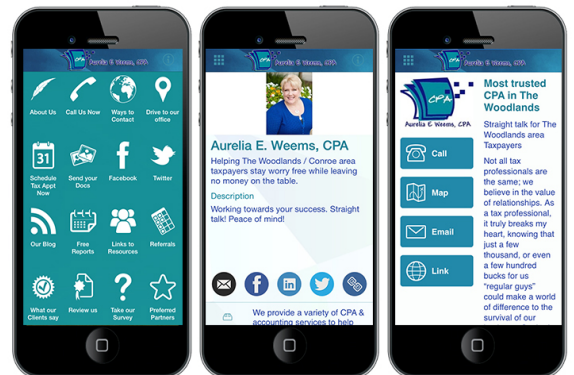 CPA
Aurelia E. Weems, CPA
About Us
Call Us Now
Ways to
Contact
Drive to our
office
31
Schedule
Tax Appt
Now
Send your
Docs
Facebook
Twitter
Our Blog
Free
Reports
Links to
Resources
Referrals
What our
Clients say
Review us
Take our
Survey
Preferred
Partners
CPA
Aurelia E. Weems, CPA
Aurelia E. Weems, CPA
Helping The Woodlands / Conroe area
taxpayers stay worry free while leaving
no money on the table.
Description
Working towards your success. Straight
talk! Peace of mind!
f
in
We provide a variety of CPA &
accounting services to help
CPA
Aurelia E. Weems, CPA
CPA
Aurelia E. Weems, CPA
Call
Map
Email
Link
Most trusted
CPA in The
Woodlands
Straight talk for The
Woodlands area
Taxpayers
Not all tax
professionals are
the same; we
believe in the value
of relationships. As
a tax professional,
it truly breaks my
heart, knowing that
just a few
thousand, or even
a few hundred
bucks for us
“regular guys”
could make a world
of difference to the
survival of our